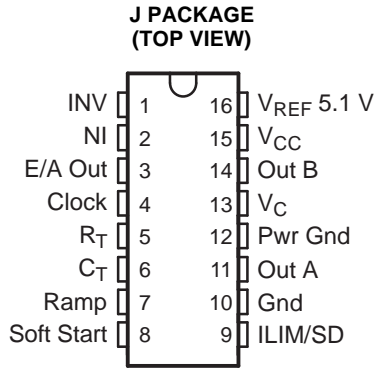 J PACKAGE
(TOP VIEW)
INV 1 16 VREF 5.1 V
NI 2 15 VCC
E/A Out 3 14 Out B
Clock 4 13 VC
RT 5 12 Pwr Gnd
CT 6 11 Out A
Ramp 7 10 Gnd
Soft Start 8 9 ILIM/SD